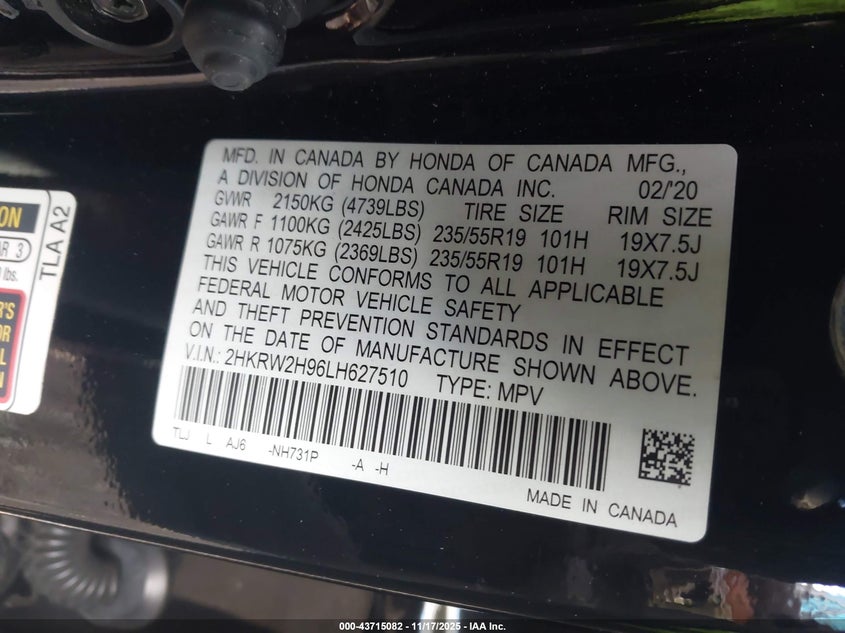 MFD. IN CANADA BY HONDA OF CANADA MFG.,
A DIVISION OF HONDA CANADA INC. 02/'20
GVWR 2150KG (4739LBS) TIRE SIZE RIM SIZE
GAWR F 1100KG (2425LBS) 235/55R19 101H 19X7.5J
GAWR R 1075KG (2369LBS) 235/55R19 101H 19X7.5J
THIS VEHICLE CONFORMS TO ALL APPLICABLE
FEDERAL MOTOR VEHICLE SAFETY
AND THEFT PREVENTION STANDARDS IN EFFECT
ON THE DATE OF MANUFACTURE SHOWN ABOVE.
V.I.N.: 2HKRW2H96LH627510 TYPE: MPV
TLJ L AJ6 -NH731P -A -H
MADE IN CANADA
TLA A2
3
lbs.
000-43715082 - 11/17/2025 - IAA Inc.